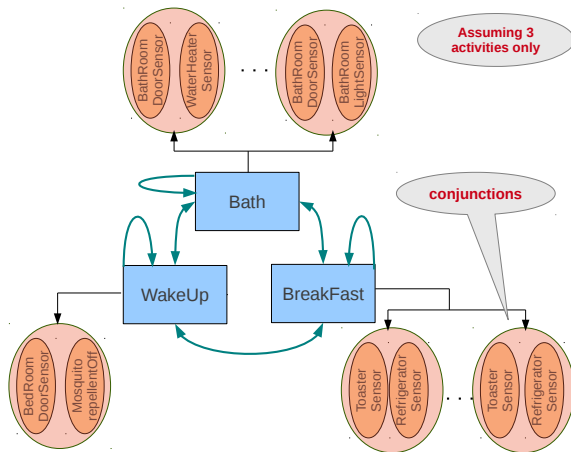 BathRoom
DoorSensor
WaterHeater
Sensor
. . .
BathRoom
DoorSensor
BathRoom
LightSensor
Assuming 3
activities only
Bath
conjunctions
WakeUp
BreakFast
BedRoom
DoorSensor
Mosquito
repellentOff
Toaster
Sensor
Refrigerator
Sensor
. . .
Toaster
Sensor
Refrigerator
Sensor